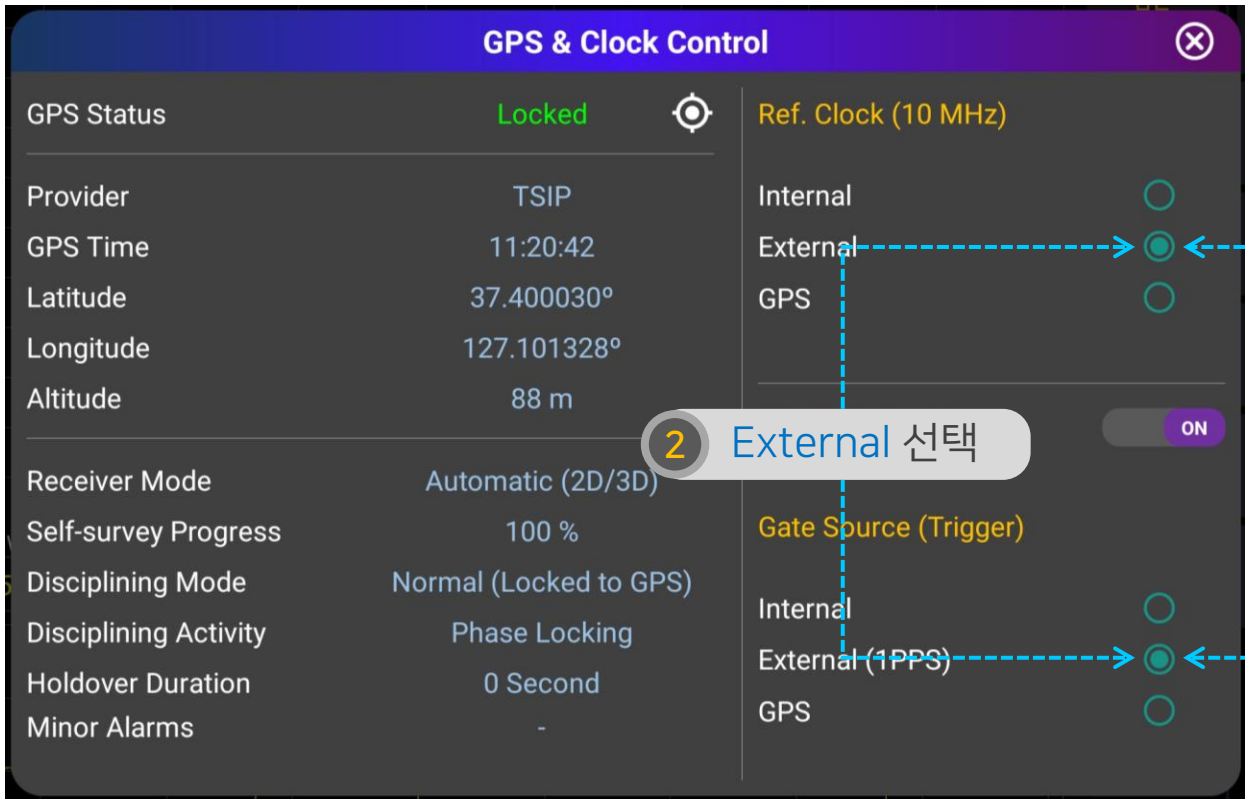 GPS & Clock Control
GPS Status Locked
Provider TSIP
GPS Time 11:20:42
Latitude 37.400030º
Longitude 127.101328º
Altitude 88 m
Receiver Mode Automatic (2D/3D)
Self-survey Progress 100 %
Disciplining Mode Normal (Locked to GPS)
Disciplining Activity Phase Locking
Holdover Duration 0 Second
Minor Alarms -
Ref. Clock (10 MHz)
Internal
External
GPS
ON
2 External 선택
Gate Source (Trigger)
Internal
External (1PPS)
GPS